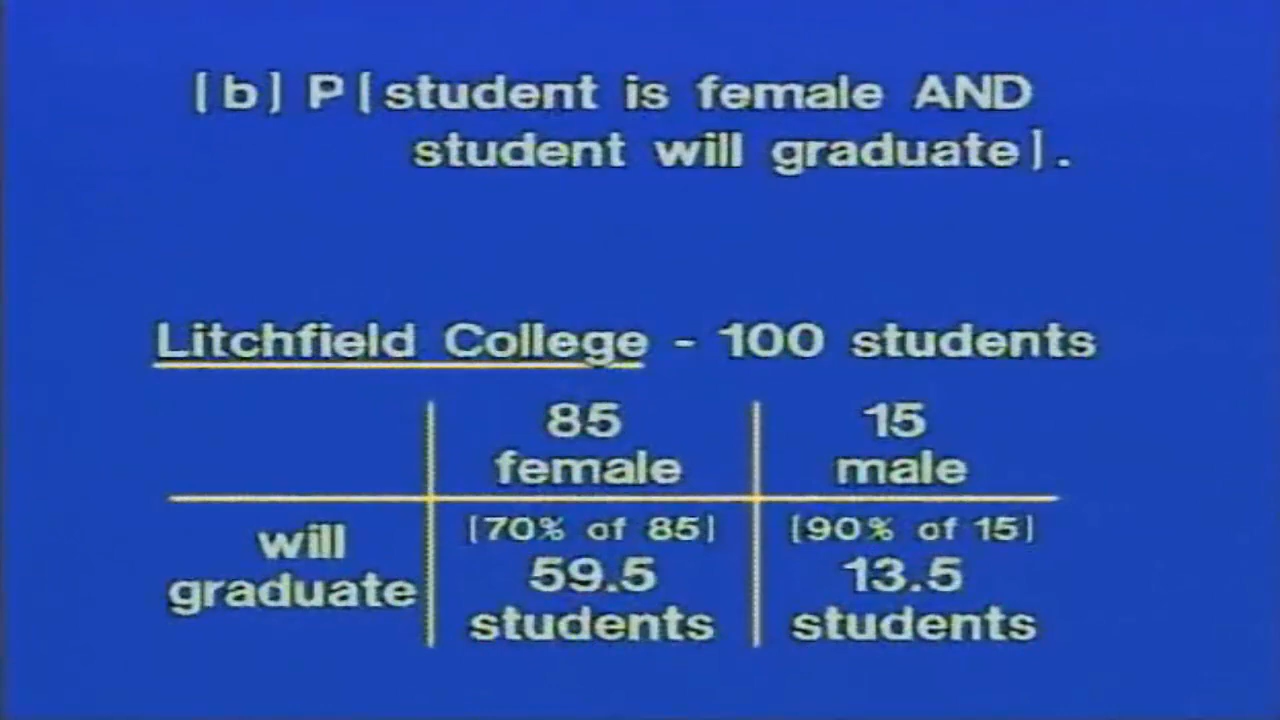 (b) P(student is female AND
student will graduate).
Litchfield College - 100 students
85 15
female male
will graduate
(70% of 85) (90% of 15)
59.5 13.5
students students